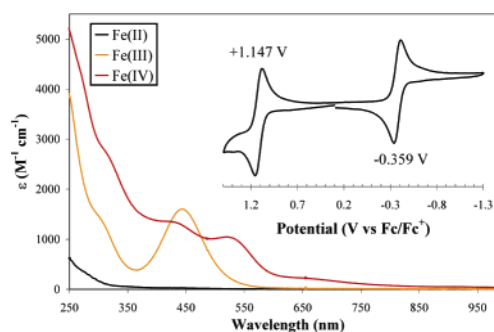 Fe(II)
Fe(III)
Fe(IV)
+1.147 V
-0.359 V
1.2 0.7 0.2 -0.3 -0.8 -1.3
Potential (V vs Fc/Fc⁺)
5000
4000
3000
2000
1000
0
ε (M⁻¹ cm⁻¹)
250 350 450 550 650 750 850 950
Wavelength (nm)